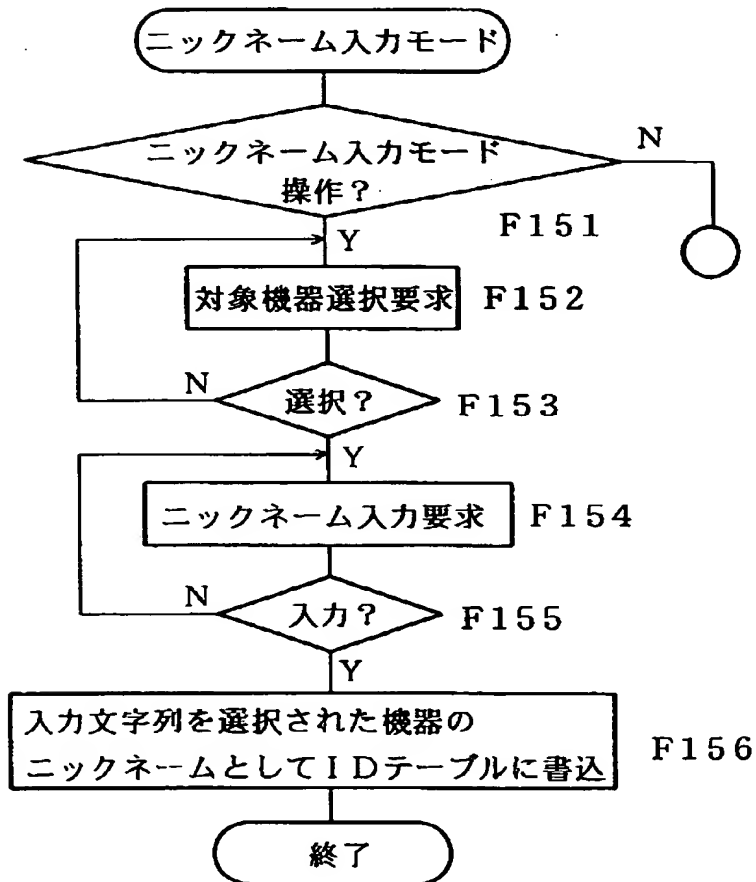 ニックネーム入力モード
ニックネーム入力モード
操作？
N
F151
Y
対象機器選択要求
F152
N
選択？
F153
Y
ニックネーム入力要求
F154
N
入力？
F155
Y
入力文字列を選択された機器の
ニックネームとしてＩＤテーブルに書込
F156
終了